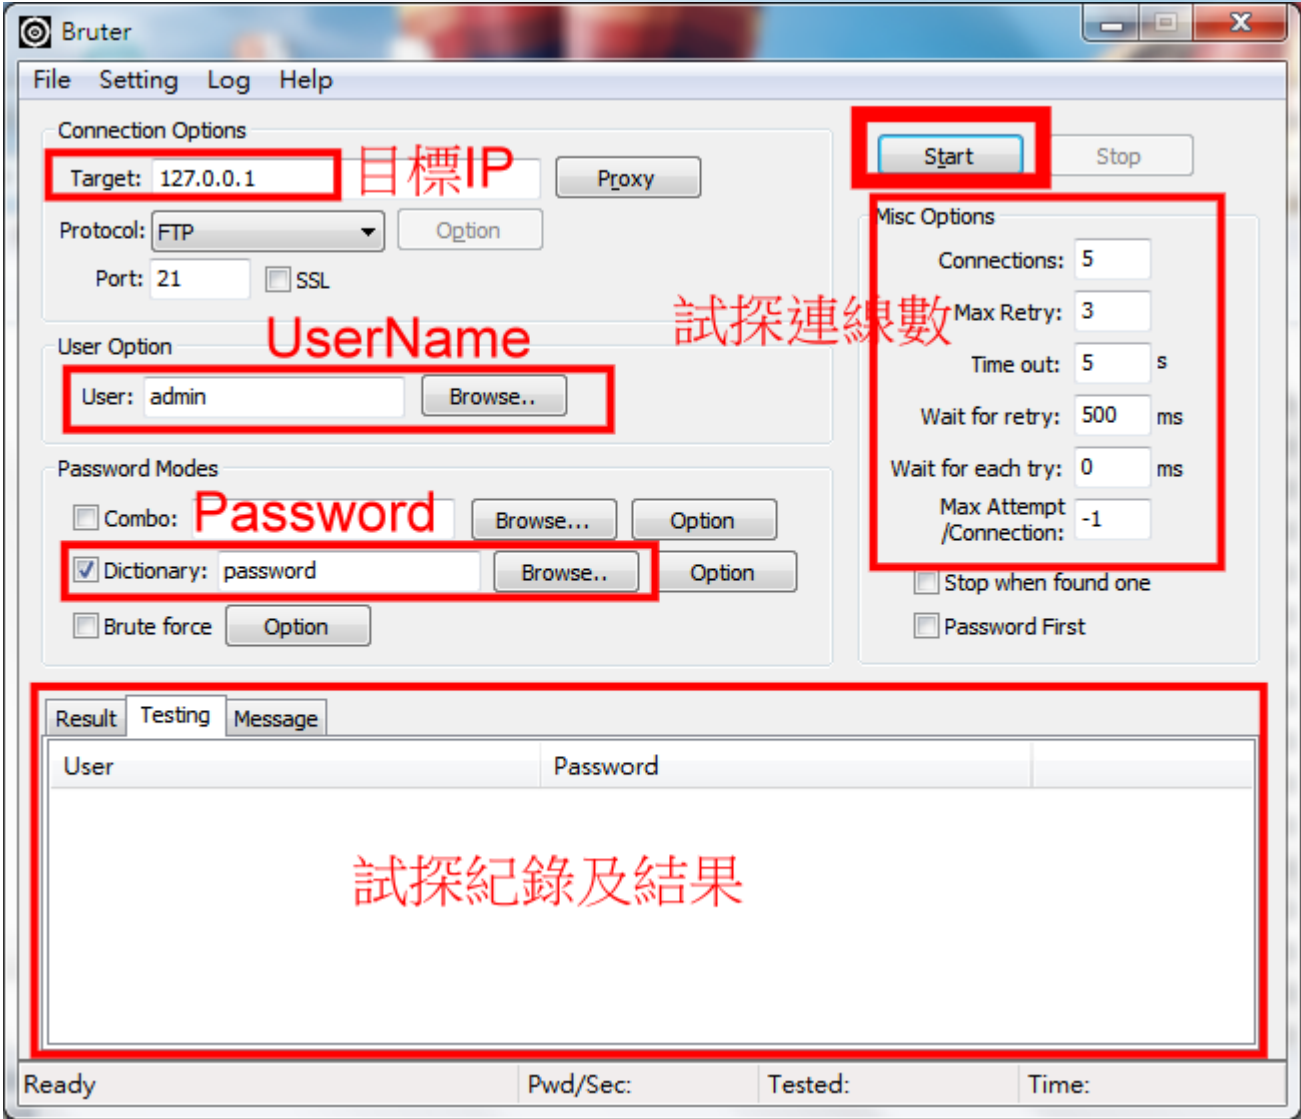 Bruter
File Setting Log Help
Connection Options
Target: 127.0.0.1 目標IP Proxy
Protocol: FTP Option
Port: 21 SSL
UserName
User Option
User: admin Browse..
Password Modes
Combo: Password Browse... Option
Dictionary: password Browse.. Option
Brute force Option
Start Stop
Misc Options
Connections: 5
試探連線數
Max Retry: 3
Time out: 5 s
Wait for retry: 500 ms
Wait for each try: 0 ms
Max Attempt
/Connection: -1
Stop when found one
Password First
Result Testing Message
User Password
試探紀錄及結果
Ready Pwd/Sec: Tested: Time: